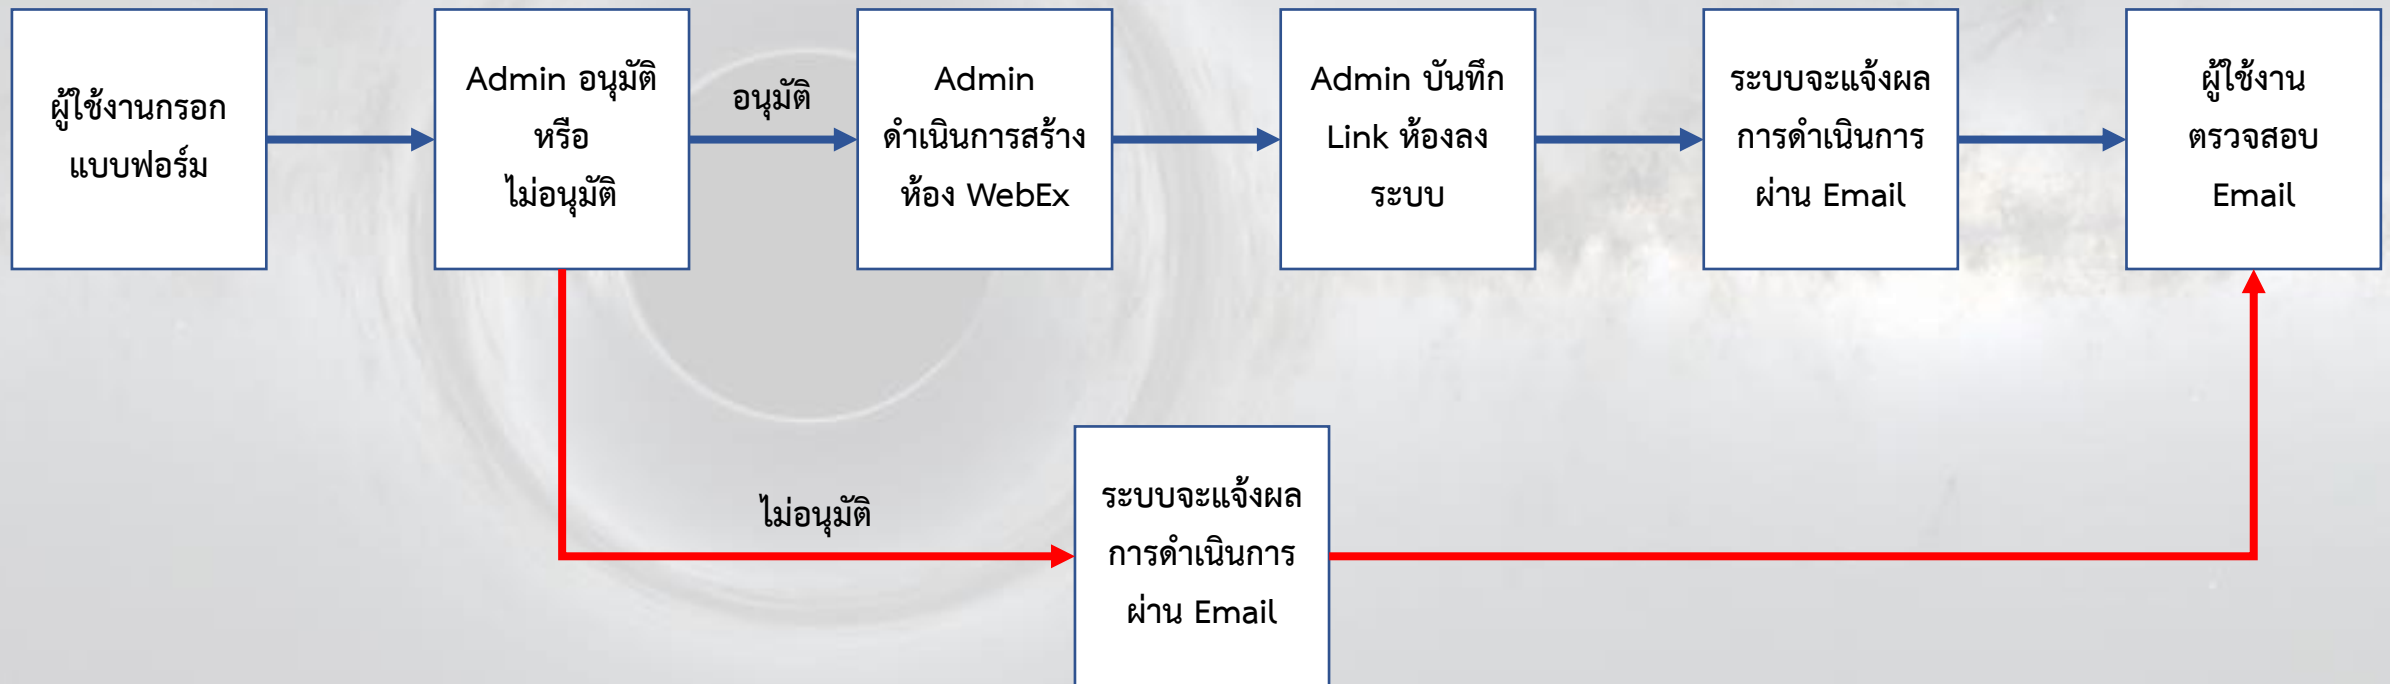 ผู้ใช้งานกรอก
แบบฟอร์ม
Admin อนุมัติ
หรือ
ไม่อนุมัติ
อนุมัติ
Admin
ดำเนินการสร้าง
ห้อง WebEx
Admin บันทึก
Link ห้องลง
ระบบ
ระบบจะแจ้งผล
การดำเนินการ
ผ่าน Email
ผู้ใช้งาน
ตรวจสอบ
Email
ไม่อนุมัติ
ระบบจะแจ้งผล
การดำเนินการ
ผ่าน Email